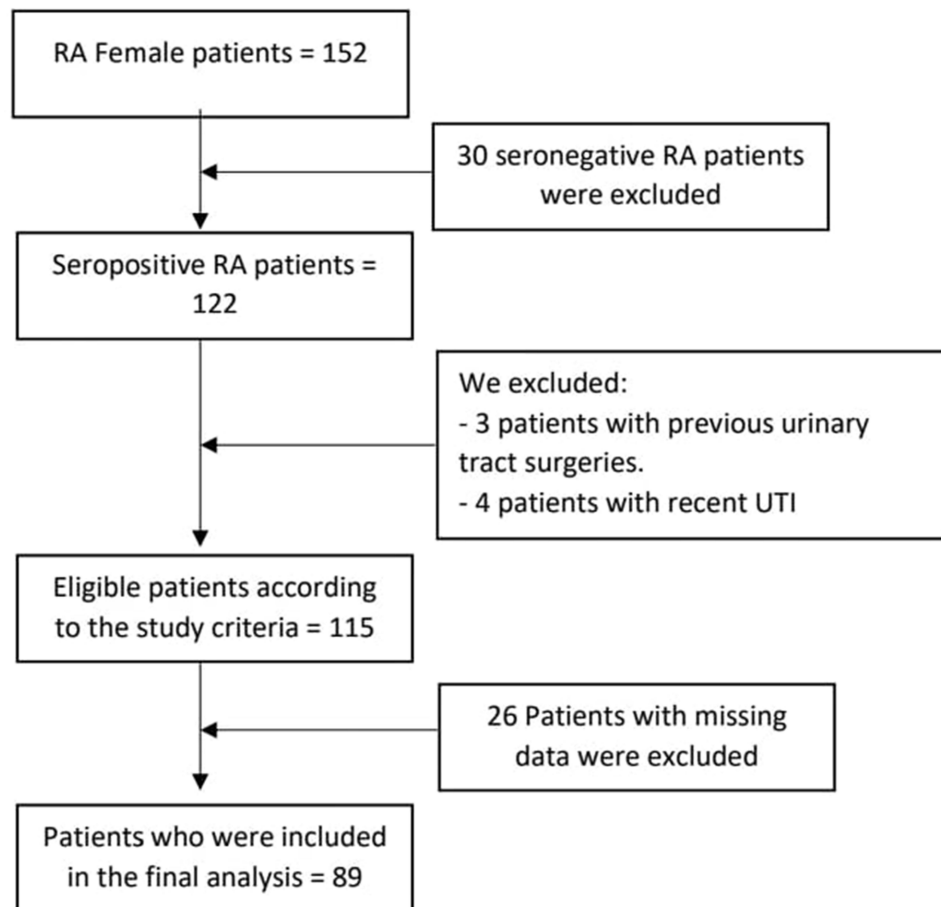 RA Female patients = 152
30 seronegative RA patients
were excluded
Seropositive RA patients =
122
We excluded:
- 3 patients with previous urinary
tract surgeries.
- 4 patients with recent UTI
Eligible patients according
to the study criteria = 115
26 Patients with missing
data were excluded
Patients who were included
in the final analysis = 89